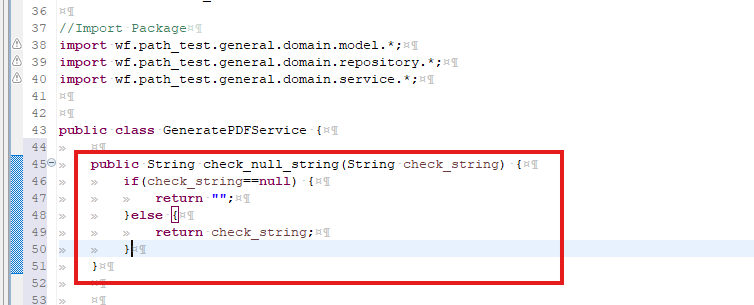 36 ¤¶
37 //Import Package¤¶
38 import wf.path_test.general.domain.model.*;¤¶
39 import wf.path_test.general.domain.repository.*;¤¶
40 import wf.path_test.general.domain.service.*;¤¶
41 ¤¶
42 ¤¶
43 public class GeneratePDFService {¤¶
44 » ¤¶
45 » public String check_null_string(String check_string) {¤¶
46 » » if(check_string==null) {¤¶
47 » » » return "";¤¶
48 » » }else {¤¶
49 » » » return check_string;¤¶
50 » » }¤¶
51 » }¤¶
52 » ¤¶
53 » ¤¶